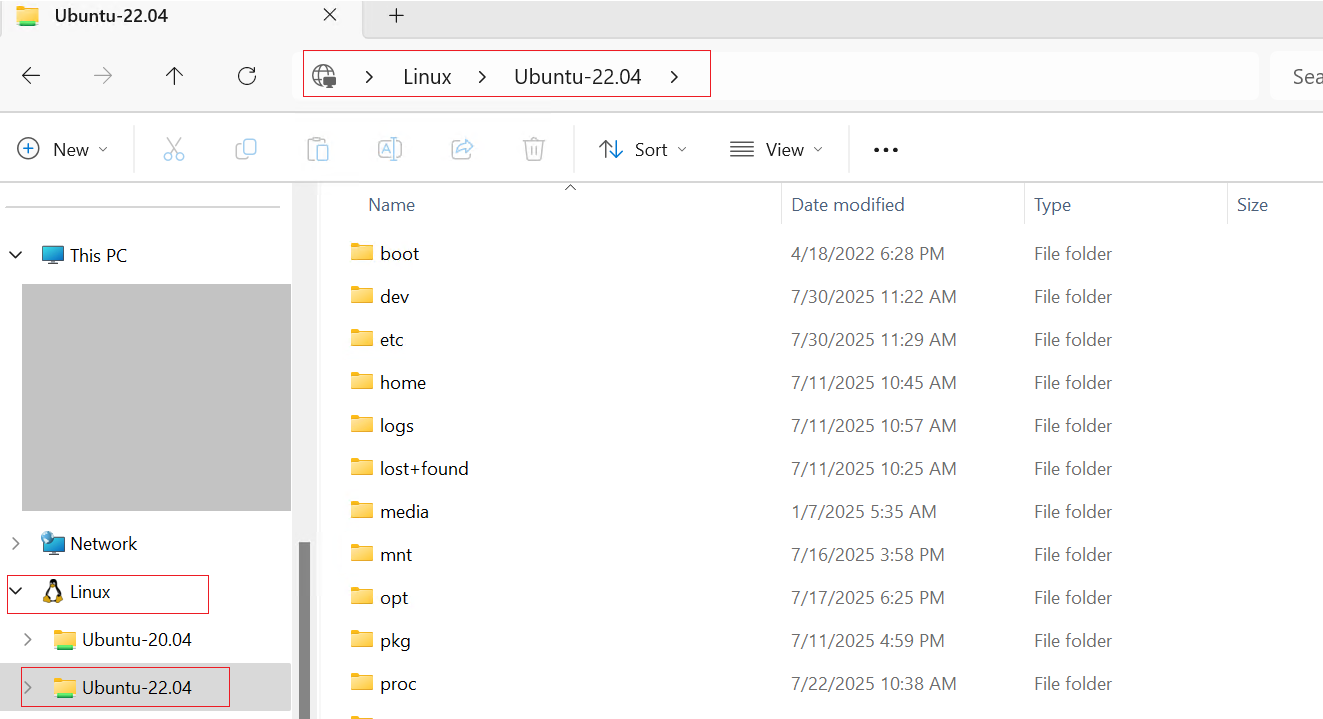 Ubuntu-22.04
Linux Ubuntu-22.04
Sea
New Sort View
Name Date modified Type Size
This PC
Network
Linux
Ubuntu-20.04
Ubuntu-22.04
boot 4/18/2022 6:28 PM File folder
dev 7/30/2025 11:22 AM File folder
etc 7/30/2025 11:29 AM File folder
home 7/11/2025 10:45 AM File folder
logs 7/11/2025 10:57 AM File folder
lost+found 7/11/2025 10:25 AM File folder
media 1/7/2025 5:35 AM File folder
mnt 7/16/2025 3:58 PM File folder
opt 7/17/2025 6:25 PM File folder
pkg 7/11/2025 4:59 PM File folder
proc 7/22/2025 10:38 AM File folder